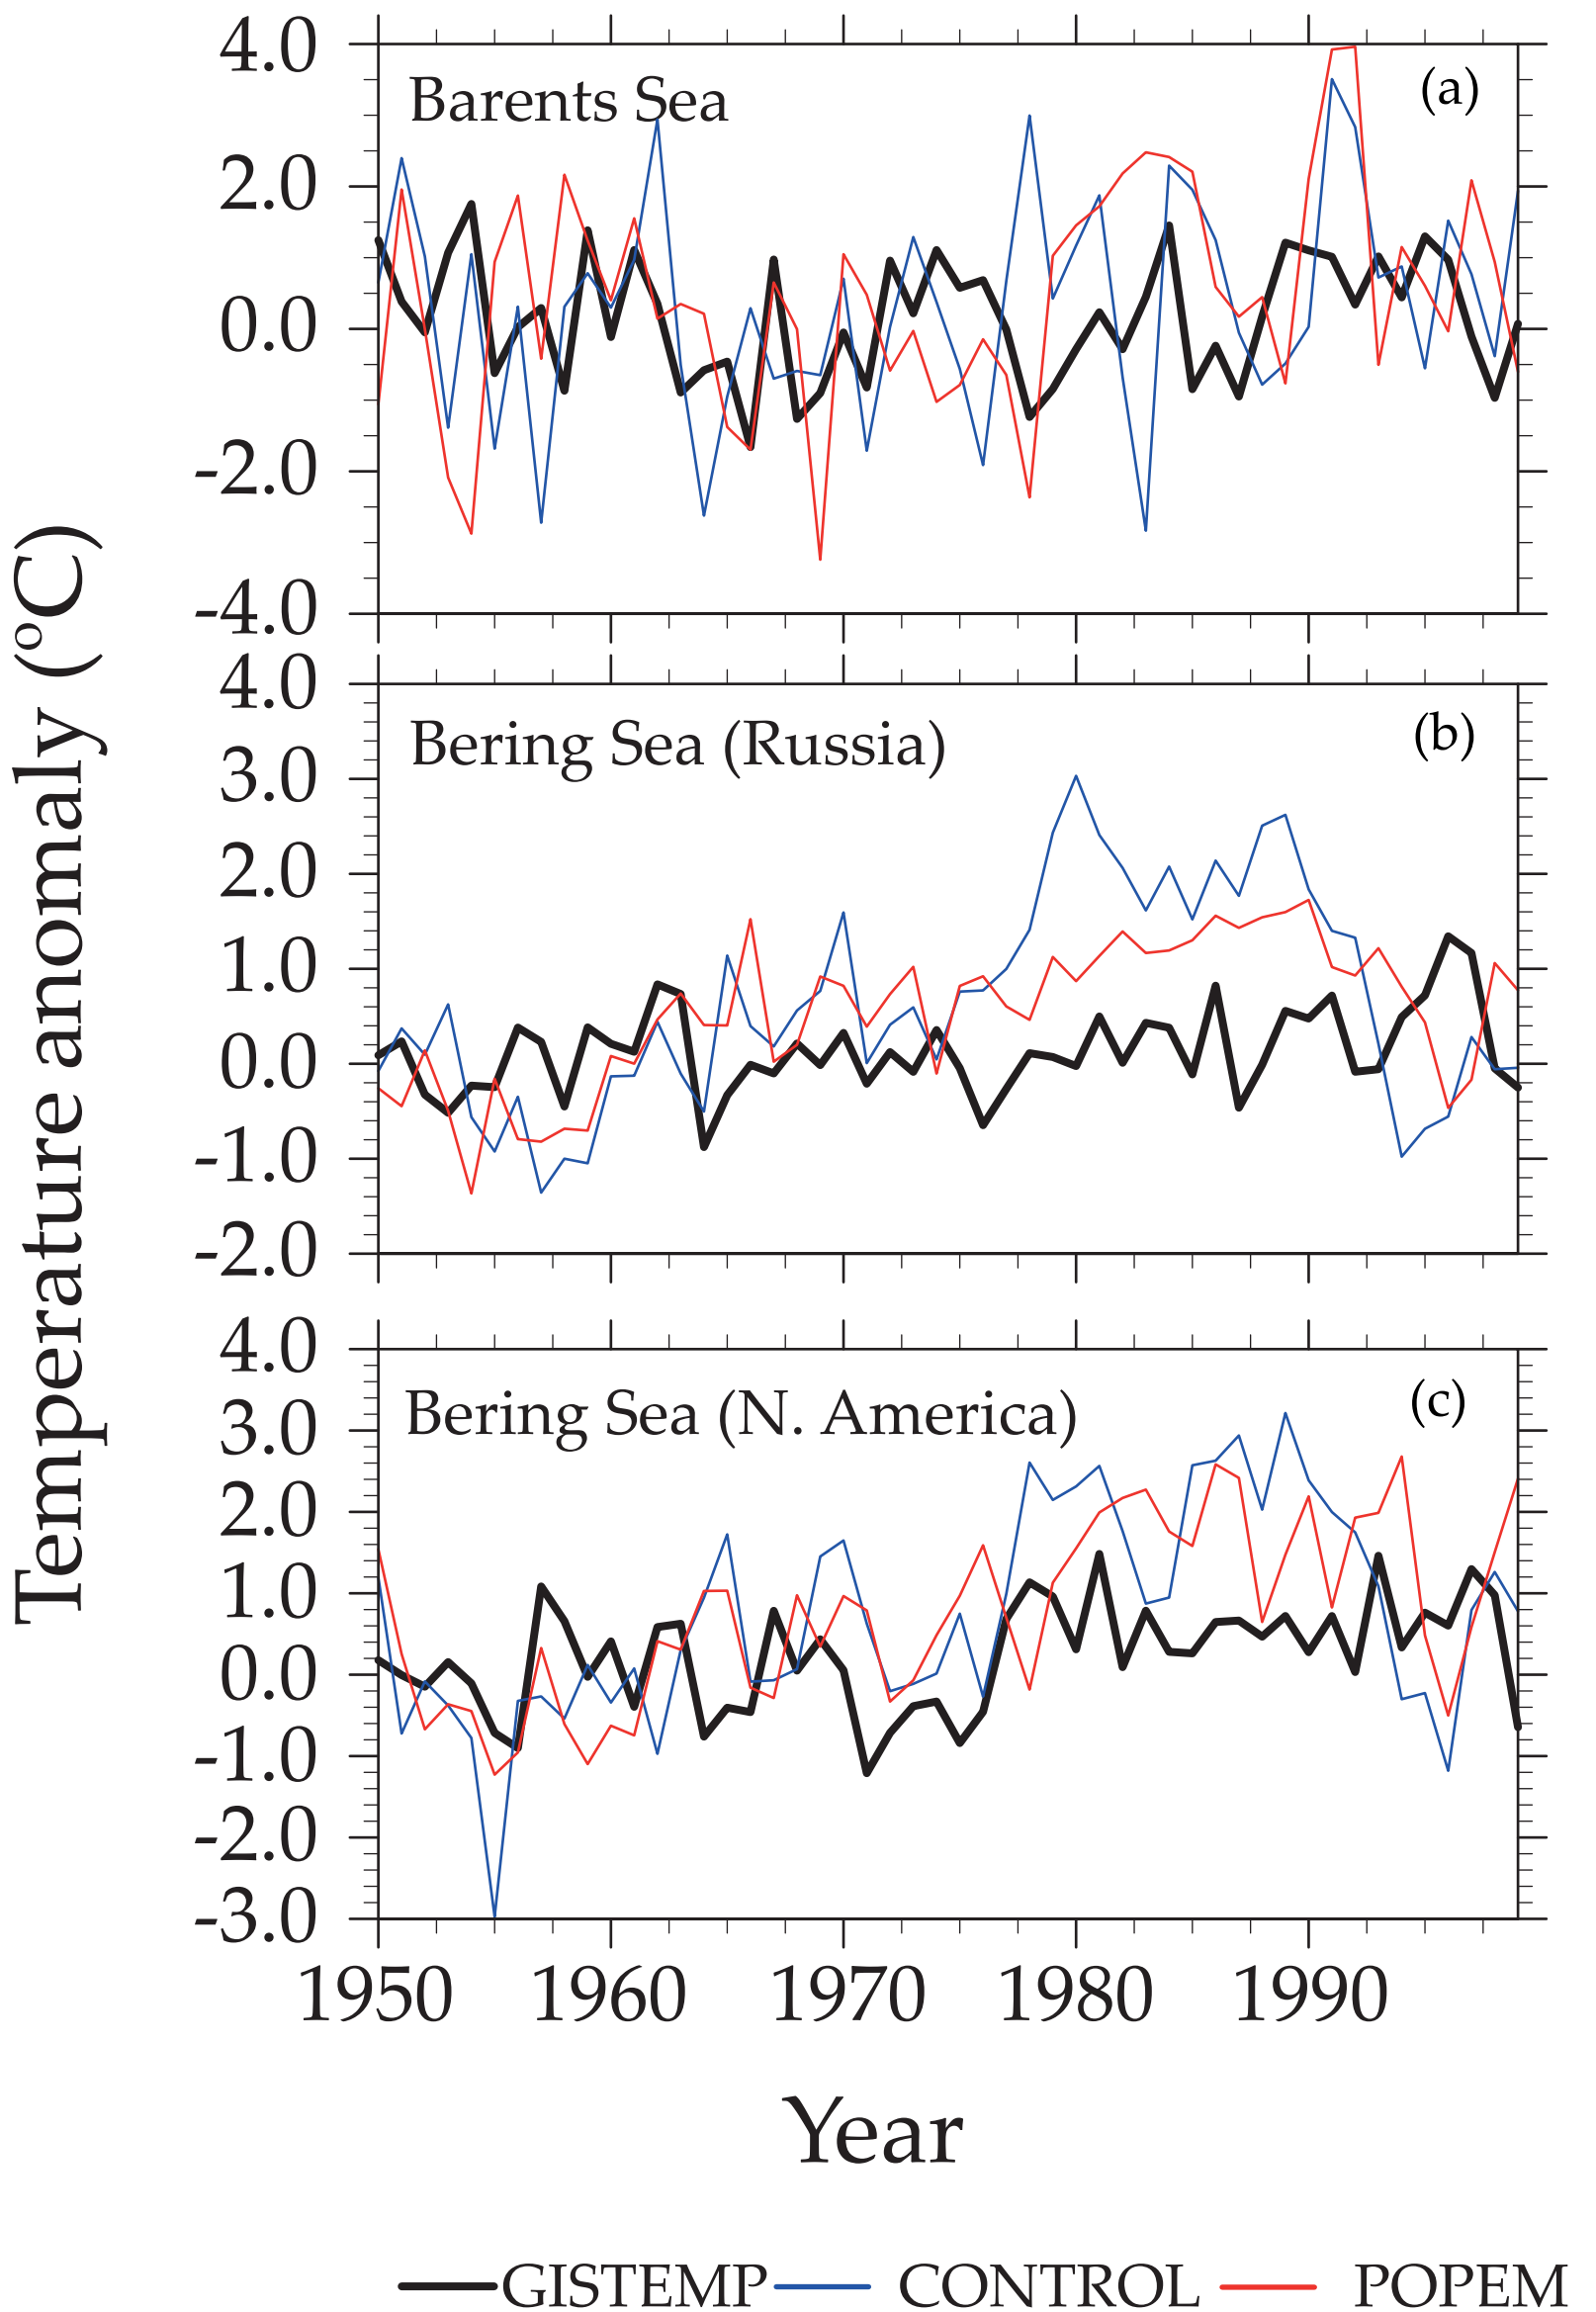 Temperature anomaly (°C)
4.0
2.0
0.0
-2.0
-4.0
Barents Sea
(a)
4.0
3.0
2.0
1.0
0.0
-1.0
-2.0
Bering Sea (Russia)
(b)
4.0
3.0
2.0
1.0
0.0
-1.0
-2.0
-3.0
Bering Sea (N. America)
(c)
1950 1960 1970 1980 1990
Year
GISTEMP CONTROL POPEM